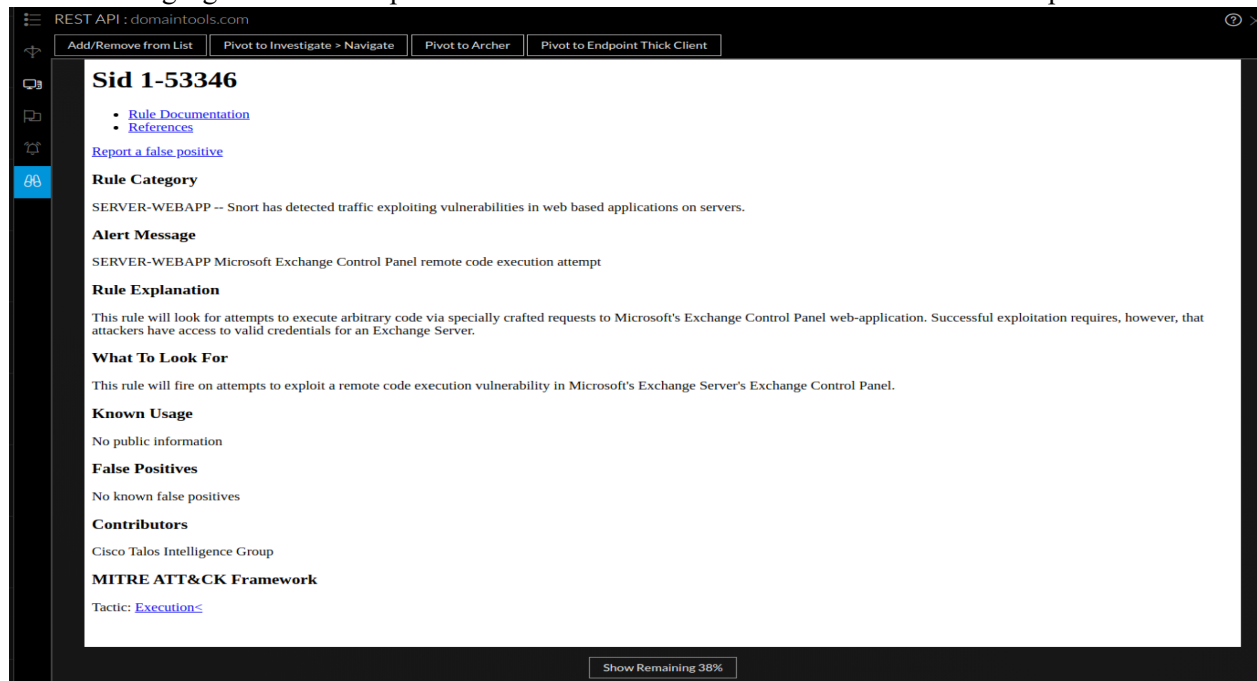 REST API : domaintools.com
Add/Remove from List Pivot to Investigate > Navigate Pivot to Archer Pivot to Endpoint Thick Client
Sid 1-53346
• Rule Documentation
• References
Report a false positive
Rule Category
SERVER-WEBAPP -- Snort has detected traffic exploiting vulnerabilities in web based applications on servers.
Alert Message
SERVER-WEBAPP Microsoft Exchange Control Panel remote code execution attempt
Rule Explanation
This rule will look for attempts to execute arbitrary code via specially crafted requests to Microsoft's Exchange Control Panel web-application. Successful exploitation requires, however, that
attackers have access to valid credentials for an Exchange Server.
What To Look For
This rule will fire on attempts to exploit a remote code execution vulnerability in Microsoft's Exchange Server's Exchange Control Panel.
Known Usage
No public information
False Positives
No known false positives
Contributors
Cisco Talos Intelligence Group
MITRE ATT&CK Framework
Tactic: Execution<
Show Remaining 38%